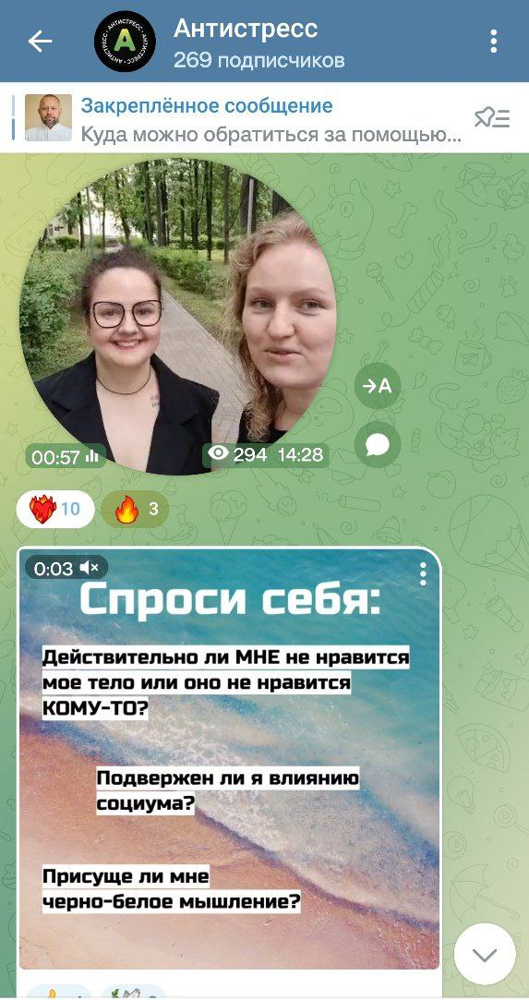 Антистресс
269 подписчиков
Закреплённое сообщение
Куда можно обратиться за помощью...
→A
00:57
294 14:28
10
3
0:03
Спроси себя:
Действительно ли МНЕ не нравится
мое тело или оно не нравится
КОМУ-ТО?
Подвержен ли я влиянию
социума?
Присуще ли мне
черно-белое мышление?